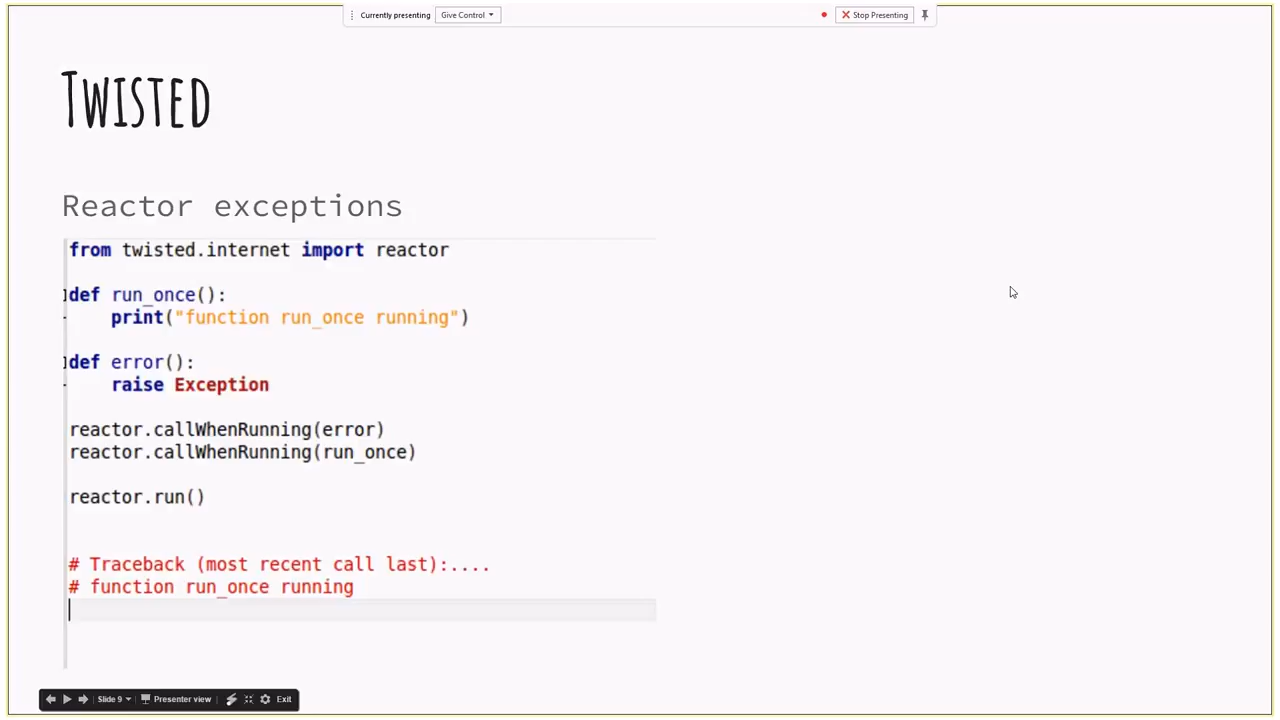 Currently presenting
Give Control
Stop Presenting
TWISTED
Reactor exceptions
from twisted.internet import reactor
def run_once():
    print("function run_once running")
def error():
    raise Exception
reactor.callWhenRunning(error)
reactor.callWhenRunning(run_once)
reactor.run()
# Traceback (most recent call last):....
# function run_once running
Slide 9
Presenter view
Exit